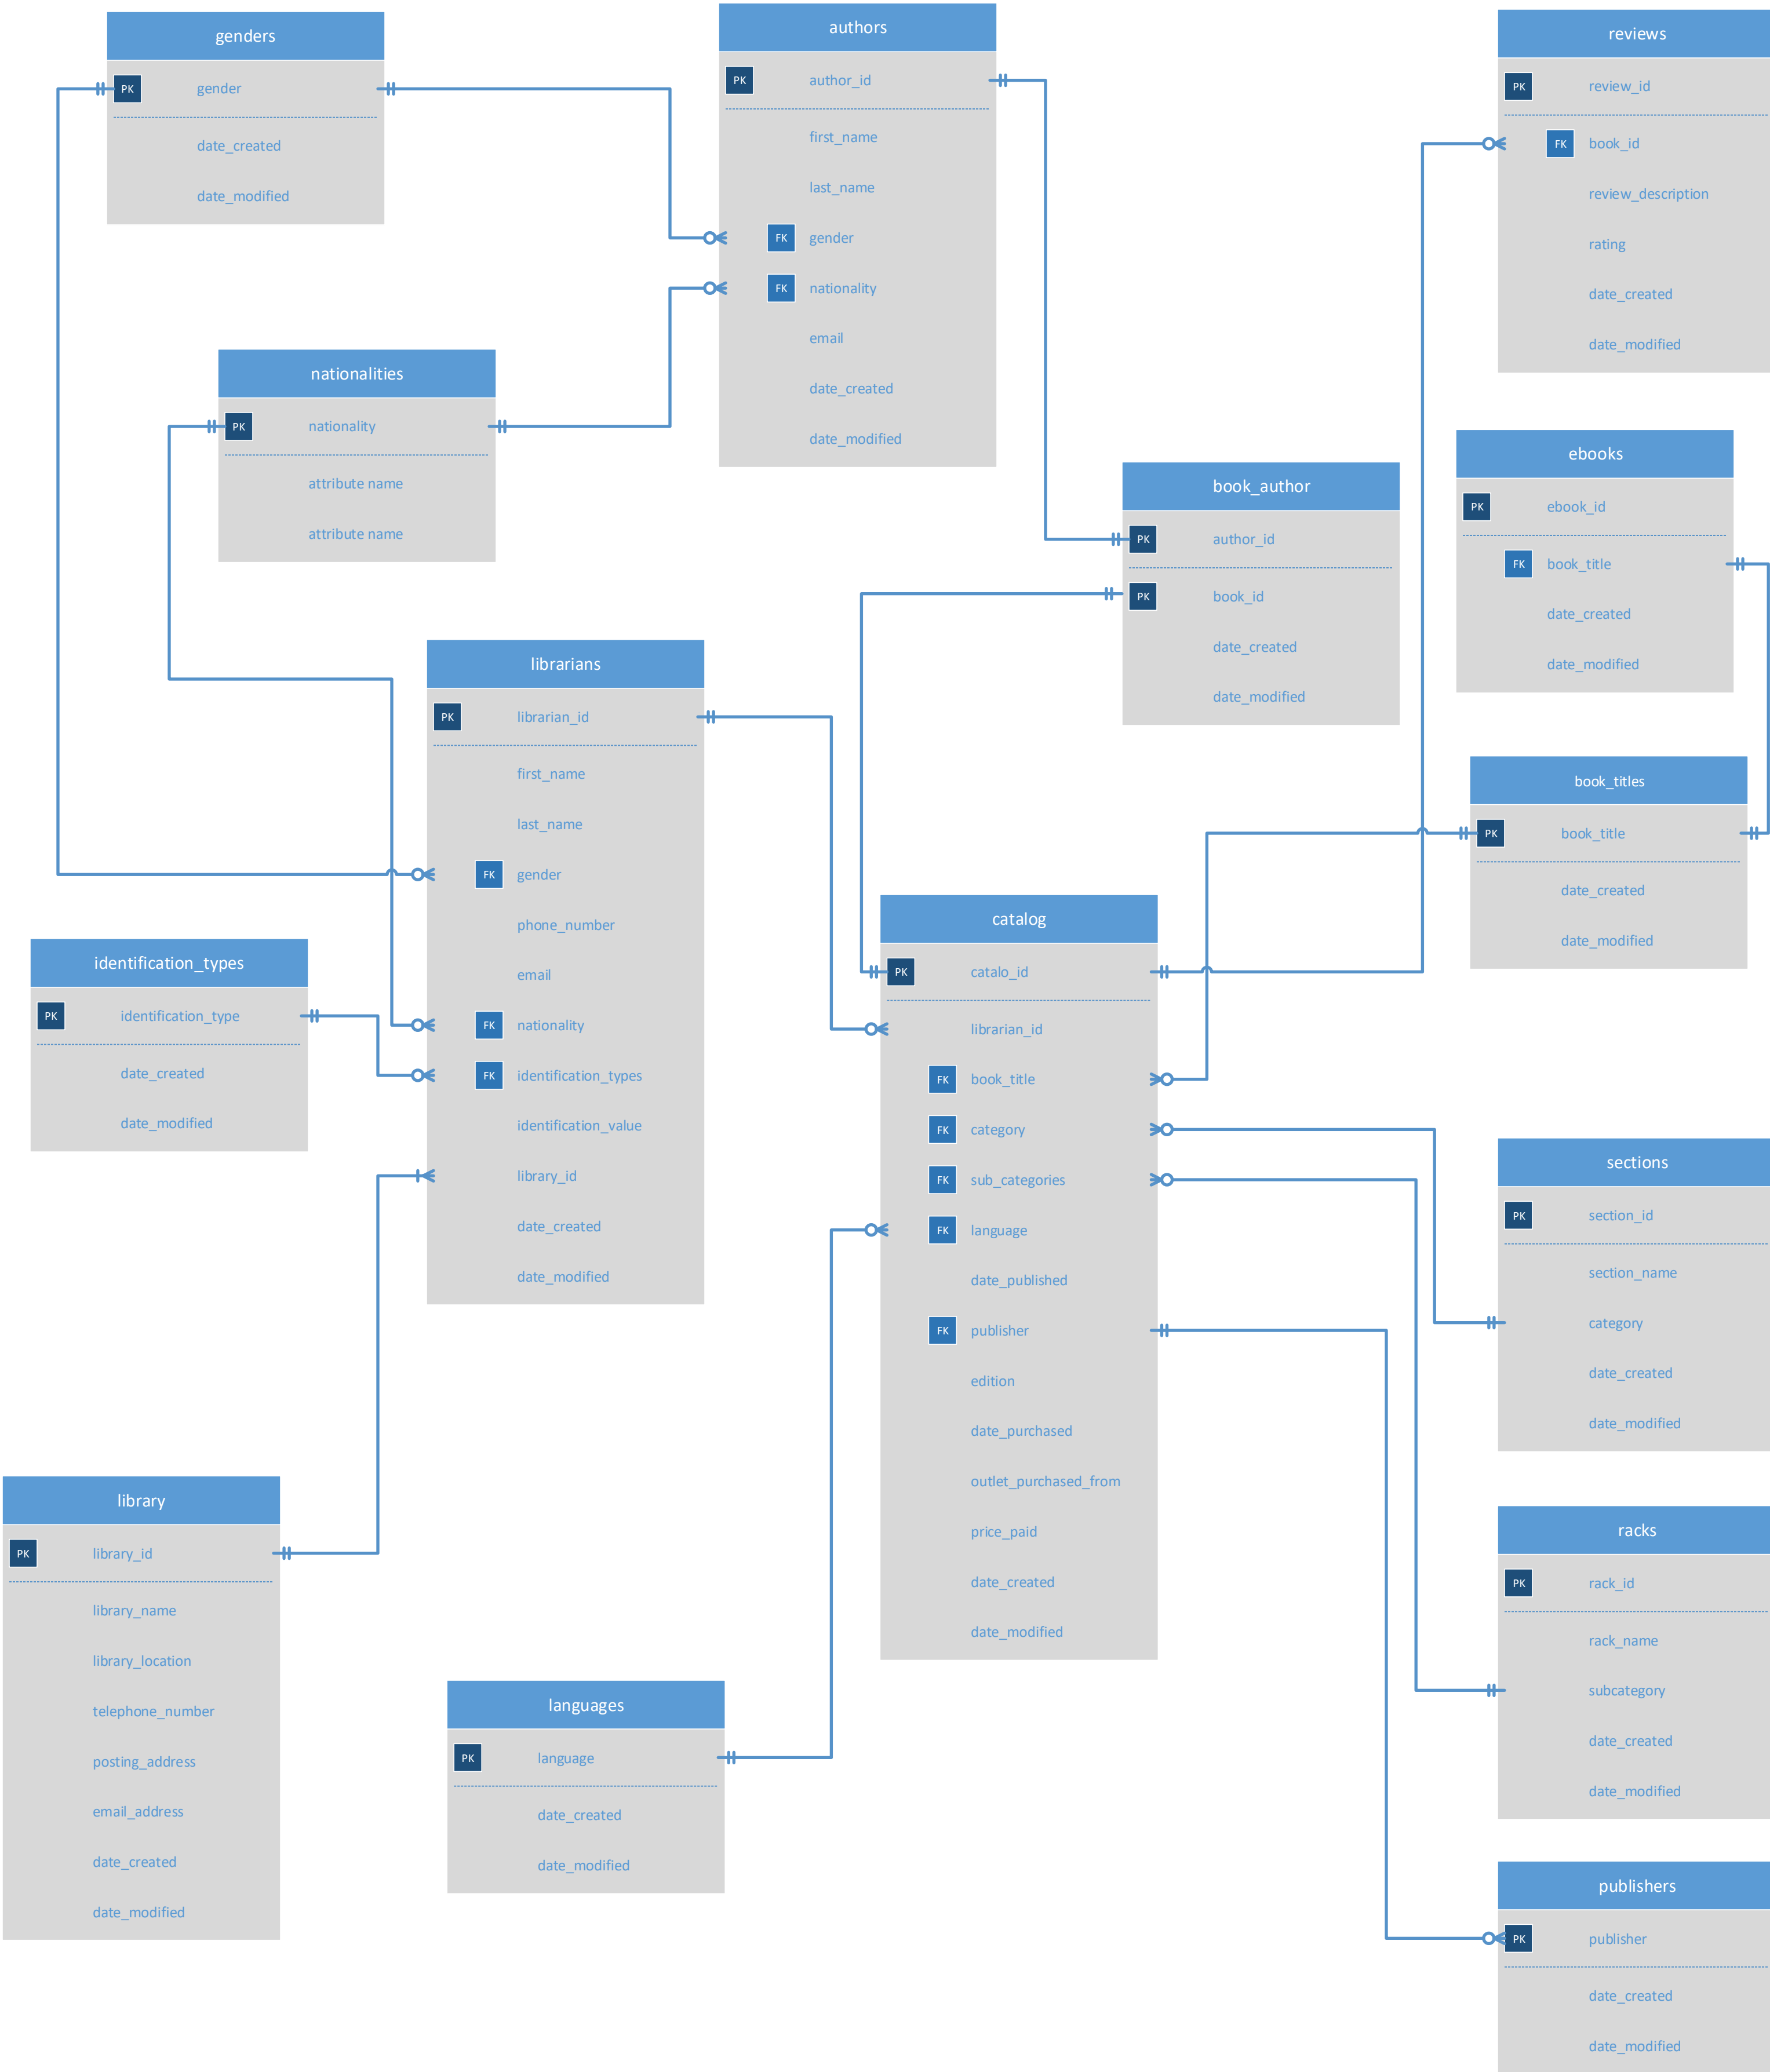 genders
PK gender
date_created
date_modified
authors
PK author_id
first_name
last_name
FK gender
FK nationality
email
date_created
date_modified
reviews
PK review_id
FK book_id
review_description
rating
date_created
date_modified
nationalities
PK nationality
attribute name
attribute name
book_author
PK author_id
PK book_id
date_created
date_modified
ebooks
PK ebook_id
FK book_title
date_created
date_modified
librarians
PK librarian_id
first_name
last_name
FK gender
phone_number
email
FK nationality
FK identification_types
identification_value
library_id
date_created
date_modified
book_titles
PK book_title
date_created
date_modified
identification_types
PK identification_type
date_created
date_modified
catalog
PK catalo_id
librarian_id
FK book_title
FK category
FK sub_categories
FK language
date_published
FK publisher
edition
date_purchased
outlet_purchased_from
price_paid
date_created
date_modified
sections
PK section_id
section_name
category
date_created
date_modified
library
PK library_id
library_name
library_location
telephone_number
posting_address
email_address
date_created
date_modified
racks
PK rack_id
rack_name
subcategory
date_created
date_modified
languages
PK language
date_created
date_modified
publishers
PK publisher
date_created
date_modified